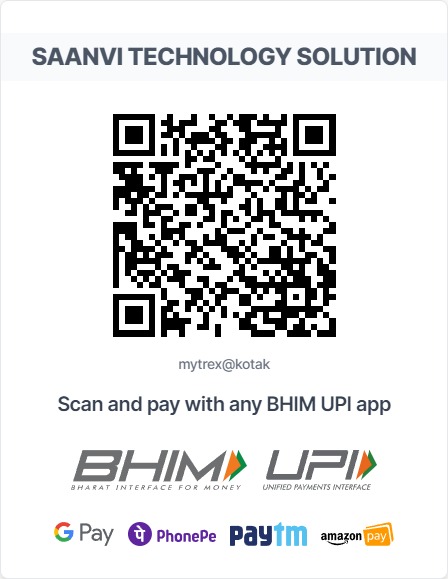 SAANVI TECHNOLOGY SOLUTION
mytrex@kotak
Scan and pay with any BHIM UPI app
BHIM
BHARAT INTERFACE FOR MONEY
UPI
UNIFIED PAYMENTS INTERFACE
G Pay
PhonePe
paytm
amazon pay